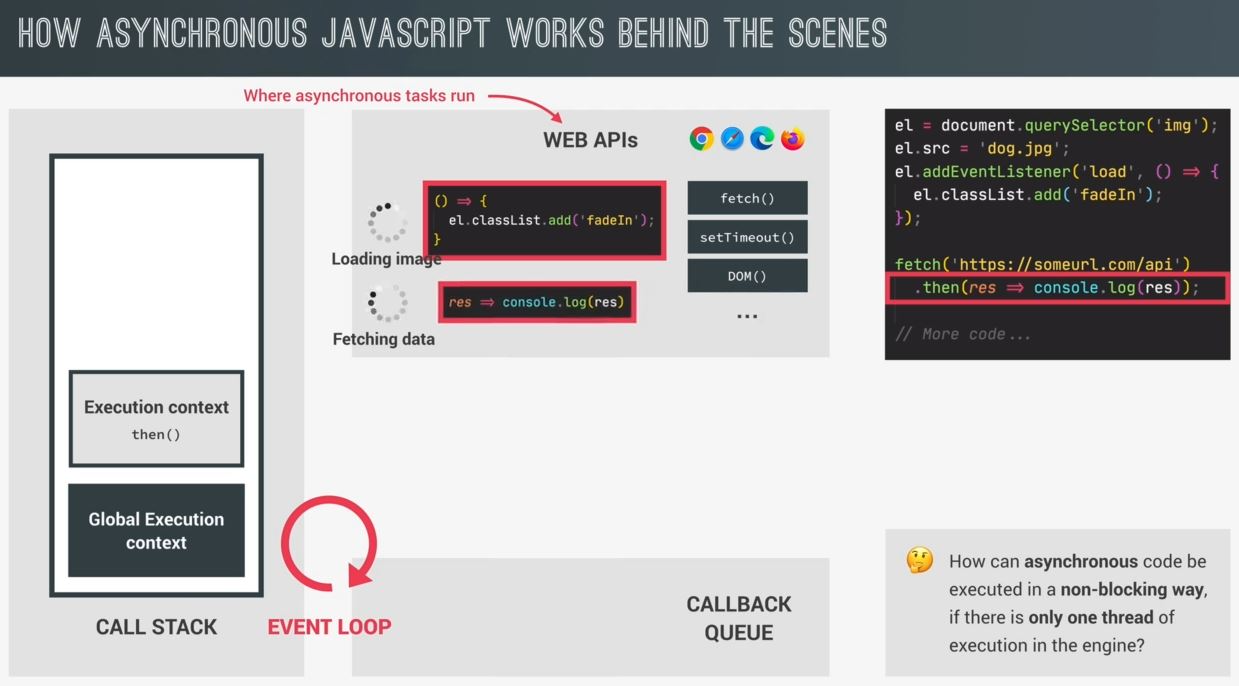 HOW ASYNCHRONOUS JAVASCRIPT WORKS BEHIND THE SCENES
Where asynchronous tasks run
WEB APIs
() => {
el.classList.add('fadeIn');
}
Loading image
res => console.log(res)
Fetching data
fetch()
setTimeout()
DOM()
...
el = document.querySelector('img');
el.src = 'dog.jpg';
el.addEventListener('load', () => {
el.classList.add('fadeIn');
});
fetch('https://someurl.com/api')
.then(res => console.log(res));
// More code...
Execution context
then()
Global Execution
context
CALL STACK
EVENT LOOP
CALLBACK
QUEUE
How can asynchronous code be
executed in a non-blocking way,
if there is only one thread of
execution in the engine?